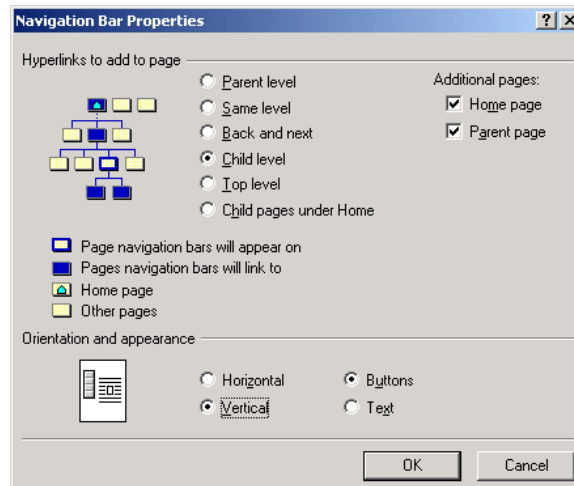 Navigation Bar Properties
Hyperlinks to add to page
Parent level
Same level
Back and next
Child level
Top level
Child pages under Home
Additional pages:
Home page
Parent page
Page navigation bars will appear on
Pages navigation bars will link to
Home page
Other pages
Orientation and appearance
Horizontal
Vertical
Buttons
Text
OK
Cancel